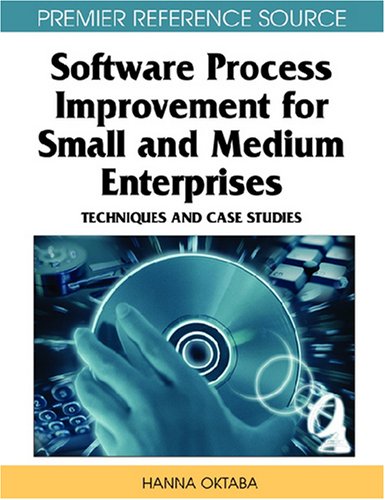 PREMIER REFERENCE SOURCE
Software Process
Improvement for
Small and Medium
Enterprises
TECHNIQUES AND CASE STUDIES
HANNA OKTABA